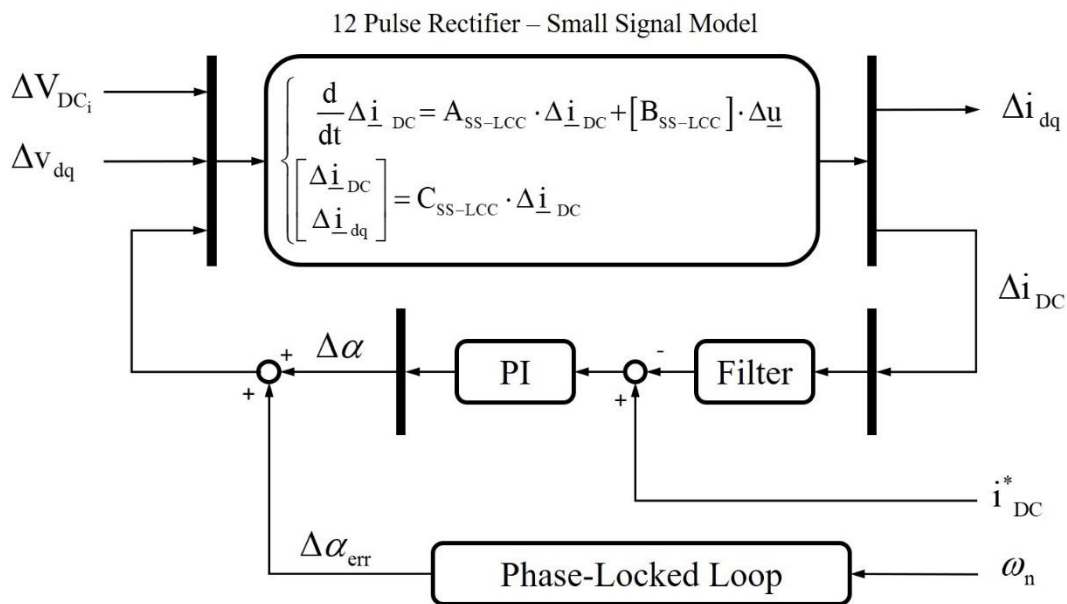 12 Pulse Rectifier – Small Signal Model
ΔV_DCi
Δv_dq
d/dt Δi_DC = A_SS–LCC · Δi_DC + [B_SS–LCC] · Δu
[Δi_DC Δi_dq] = C_SS–LCC · Δi_DC
Δi_dq
Δi_DC
Δα
+
+
PI
-
+
Filter
i*_DC
Δα_err
Phase-Locked Loop
ω_n